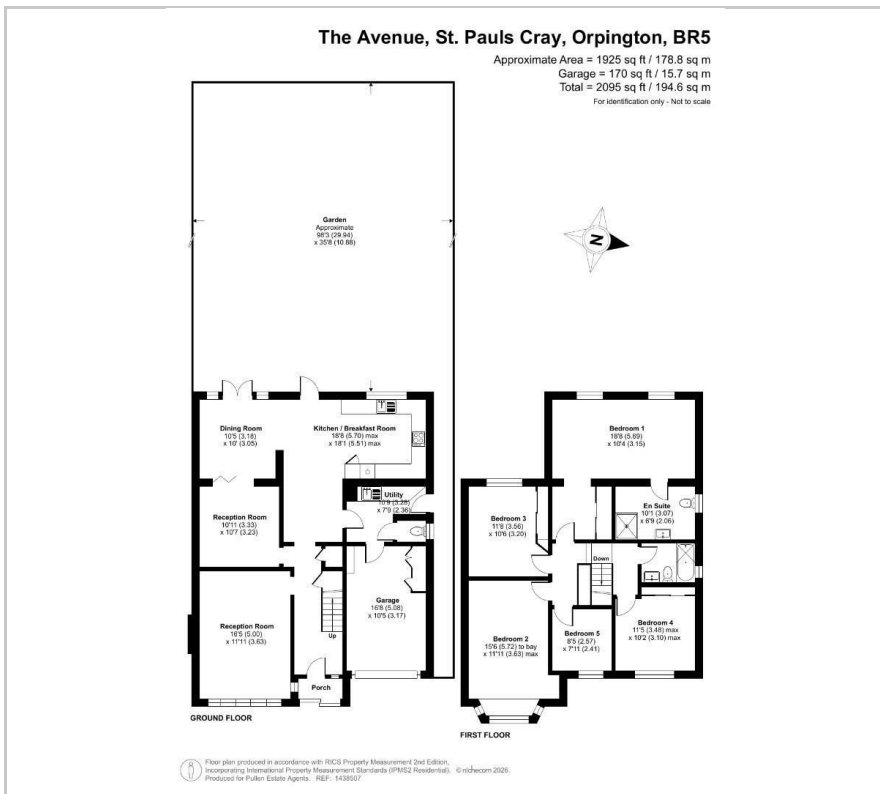 The Avenue, St. Pauls Cray, Orpington, BR5
Approximate Area = 1925 sq ft / 178.8 sq m
Garage = 170 sq ft / 15.7 sq m
Total = 2095 sq ft / 194.6 sq m
For identification only - Not to scale
Garden
Approximate
98'3 (29.94)
x 35'8 (10.88)
N
Dining Room
10'5 (3.18)
x 10' (3.05)
Kitchen / Breakfast Room
18'8 (5.70) max
x 18'1 (5.51) max
Utility
10'9 (3.28)
x 7'9 (2.36)
Reception Room
10'11 (3.33)
x 10'7 (3.23)
Garage
16'8 (5.08)
x 10'5 (3.17)
Reception Room
16'5 (5.00)
x 11'11 (3.63)
Up
Porch
GROUND FLOOR
Bedroom 1
18'8 (5.69)
x 10'4 (3.15)
En Suite
10'1 (3.07)
x 6'9 (2.06)
Bedroom 3
11'8 (3.56)
x 10'6 (3.20)
Down
Bedroom 4
11'5 (3.48) max
x 10'2 (3.10) max
Bedroom 5
8'5 (2.57)
x 7'11 (2.41)
Bedroom 2
15'6 (5.72) to bay
x 11'11 (3.63) max
FIRST FLOOR
Floor plan produced in accordance with RICS Property Measurement 2nd Edition,
Incorporating International Property Measurement Standards (IPMS2 Residential). © nichecom 2026.
Produced for Pullen Estate Agents. REF: 1438507